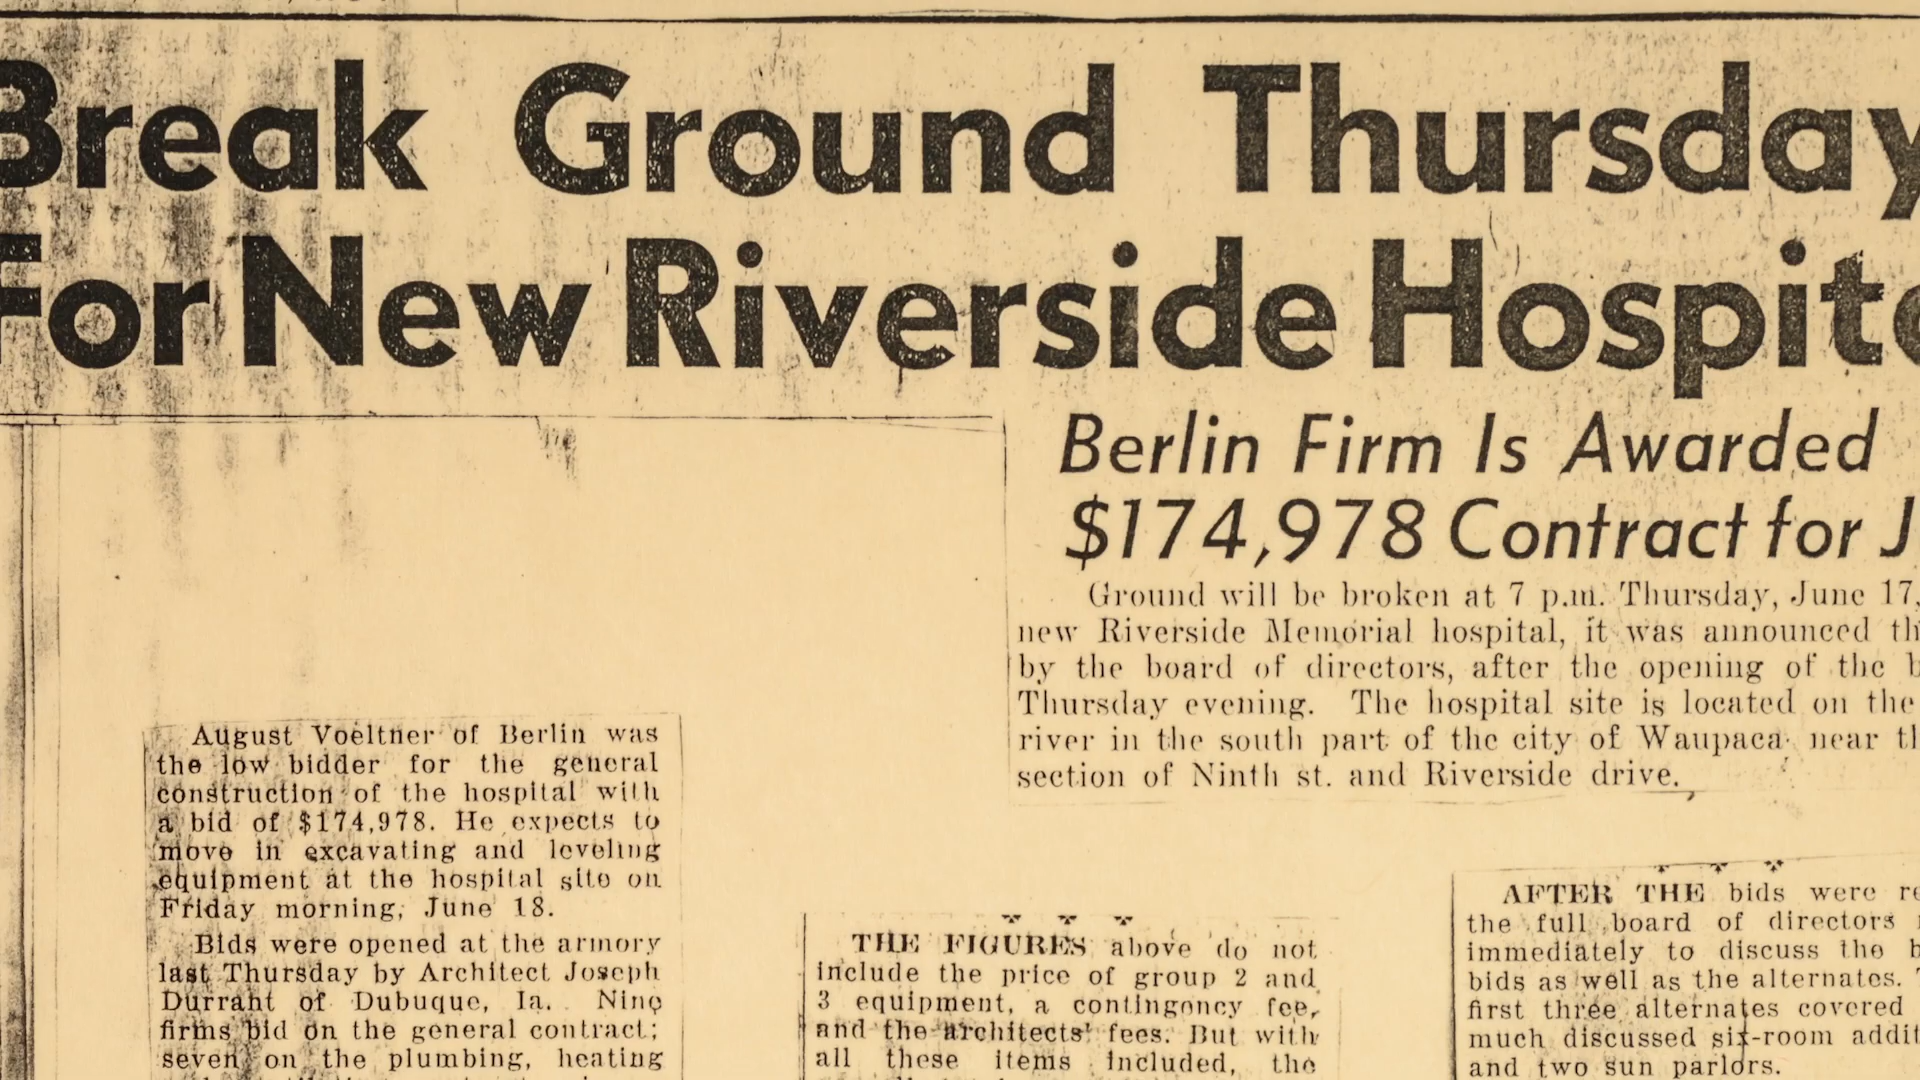 Break Ground Thursday
For New Riverside
Berlin Firm Is Awarded
$174,978 Contract for
Ground will be broken at 7 p.m. Thursday, June 17,
new Riverside Memorial hospital, it was announced
by the board of directors, after the opening of the
Thursday evening. The hospital site is located on the
river in the south part of the city of Waupaca near
section of Ninth st. and Riverside drive.
August Voeltner of Berlin was
the low bidder for the general
construction of the hospital with
a bid of $174,978. He expects to
move in excavating and leveling
equipment at the hospital site on
Friday morning, June 18.
Bids were opened at the armory
last Thursday by Architect Joseph
Durrant of Dubuque, Ia. Nine
firms bid on the general contract;
seven on the plumbing, heating
THE FIGURES above do not
include the price of group 2 and
3 equipment, a contingency fee,
and the architects' fees. But with
all these items included, the
AFTER THE bids were
the full board of directors
immediately to discuss the
bids as well as the alternates.
first three alternates covered
much discussed six-room
and two sun parlors.